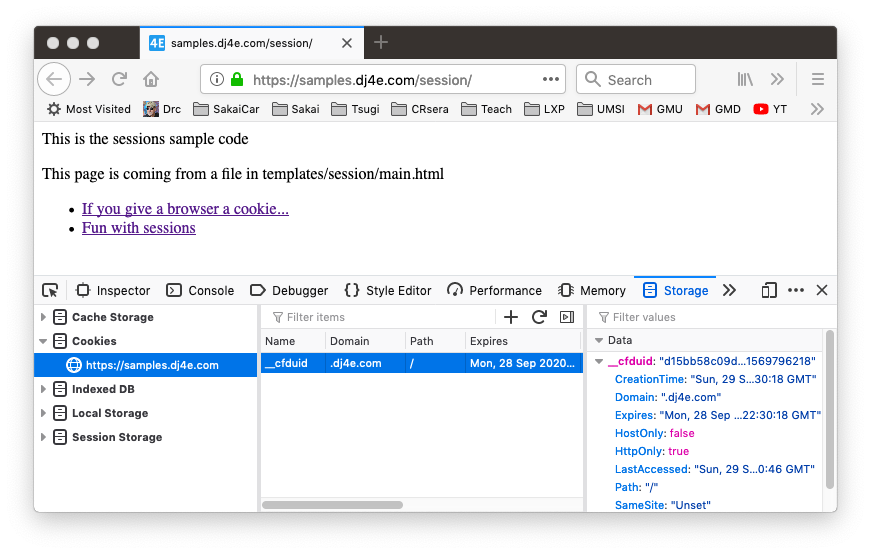 4E samples.dj4e.com/session/
https://samples.dj4e.com/session/ Search
Most Visited Drc SakaiCar Sakai Tsugi CRsera Teach LXP UMSI GMU GMD YT
This is the sessions sample code
This page is coming from a file in templates/session/main.html
If you give a browser a cookie...
Fun with sessions
Inspector Console Debugger Style Editor Performance Memory Storage
Cache Storage
Cookies
https://samples.dj4e.com
Indexed DB
Local Storage
Session Storage
Filter items
Name Domain Path Expires
__cfduid .dj4e.com / Mon, 28 Sep 2020...
Filter values
Data
__cfduid: "d15bb58c09d...1569796218"
CreationTime: "Sun, 29 S...30:18 GMT"
Domain: ".dj4e.com"
Expires: "Mon, 28 Sep ...22:30:18 GMT"
HostOnly: false
HttpOnly: true
LastAccessed: "Sun, 29 S...0:46 GMT"
Path: "/"
SameSite: "Unset"